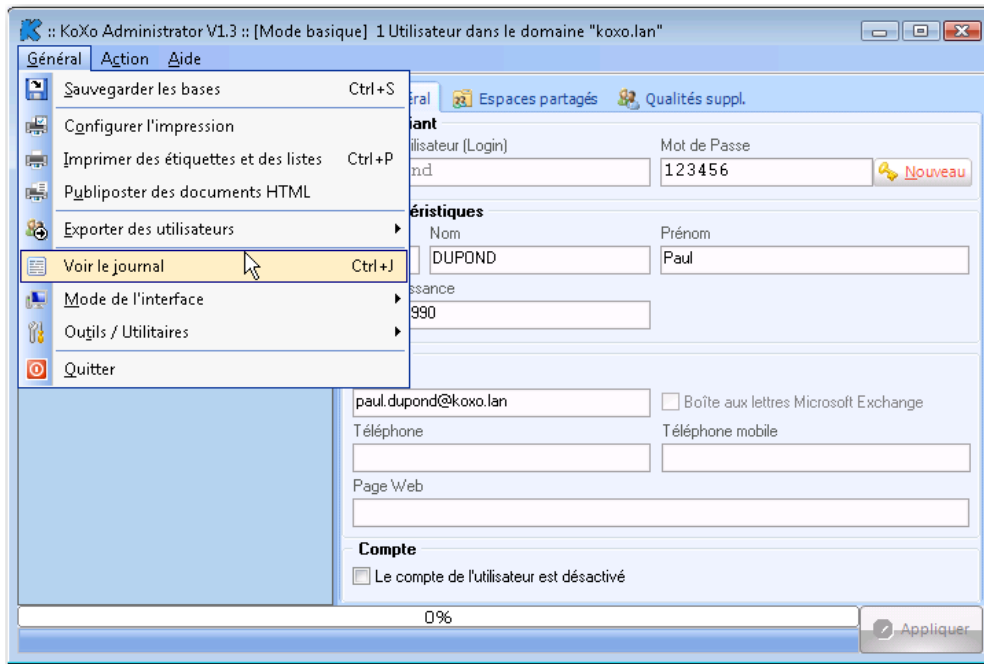 :: KoXo Administrator V1.3 :: [Mode basique] 1 Utilisateur dans le domaine "koxo.lan"
Général Action Aide
Sauvegarder les bases Ctrl+S
Configurer l'impression
Imprimer des étiquettes et des listes Ctrl+P
Publiposter des documents HTML
Exporter des utilisateurs
Voir le journal Ctrl+J
Mode de l'interface
Outils / Utilitaires
Quitter
éral Espaces partagés Qualités suppl.
iant
ilisateur (Login) Mot de Passe
nd 123456 Nouveau
éristiques
Nom Prénom
DUPOND Paul
ssance
990
paul.dupond@koxo.lan Boîte aux lettres Microsoft Exchange
Téléphone Téléphone mobile
Page Web
Compte
Le compte de l'utilisateur est désactivé
0%
Appliquer